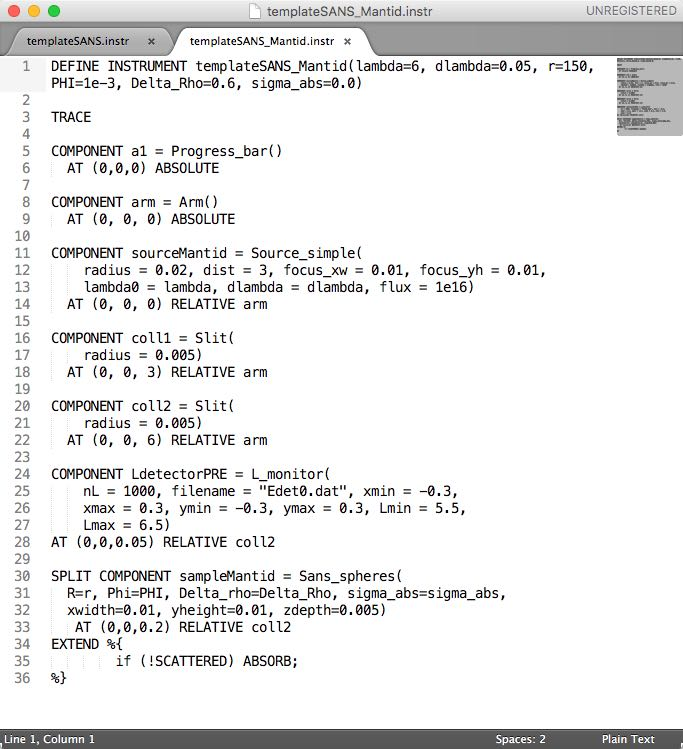 templateSANS_Mantid.instr
UNREGISTERED
templateSANS.instr ×
templateSANS_Mantid.instr ×
1 DEFINE INSTRUMENT templateSANS_Mantid(lambda=6, dlambda=0.05, r=150,
PHI=1e-3, Delta_Rho=0.6, sigma_abs=0.0)
2
3 TRACE
4
5 COMPONENT a1 = Progress_bar()
6 AT (0,0,0) ABSOLUTE
7
8 COMPONENT arm = Arm()
9 AT (0, 0, 0) ABSOLUTE
10
11 COMPONENT sourceMantid = Source_simple(
12 radius = 0.02, dist = 3, focus_xw = 0.01, focus_yh = 0.01,
13 lambda0 = lambda, dlambda = dlambda, flux = 1e16)
14 AT (0, 0, 0) RELATIVE arm
15
16 COMPONENT coll1 = Slit(
17 radius = 0.005)
18 AT (0, 0, 3) RELATIVE arm
19
20 COMPONENT coll2 = Slit(
21 radius = 0.005)
22 AT (0, 0, 6) RELATIVE arm
23
24 COMPONENT LdetectorPRE = L_monitor(
25 nL = 1000, filename = "Edet0.dat", xmin = -0.3,
26 xmax = 0.3, ymin = -0.3, ymax = 0.3, Lmin = 5.5,
27 Lmax = 6.5)
28 AT (0,0,0.05) RELATIVE coll2
29
30 SPLIT COMPONENT sampleMantid = Sans_spheres(
31 R=r, Phi=PHI, Delta_rho=Delta_Rho, sigma_abs=sigma_abs,
32 xwidth=0.01, yheight=0.01, zdepth=0.005)
33 AT (0,0,0.2) RELATIVE coll2
34 EXTEND %{
35 if (!SCATTERED) ABSORB;
36 %}
Line 1, Column 1
Spaces: 2
Plain Text